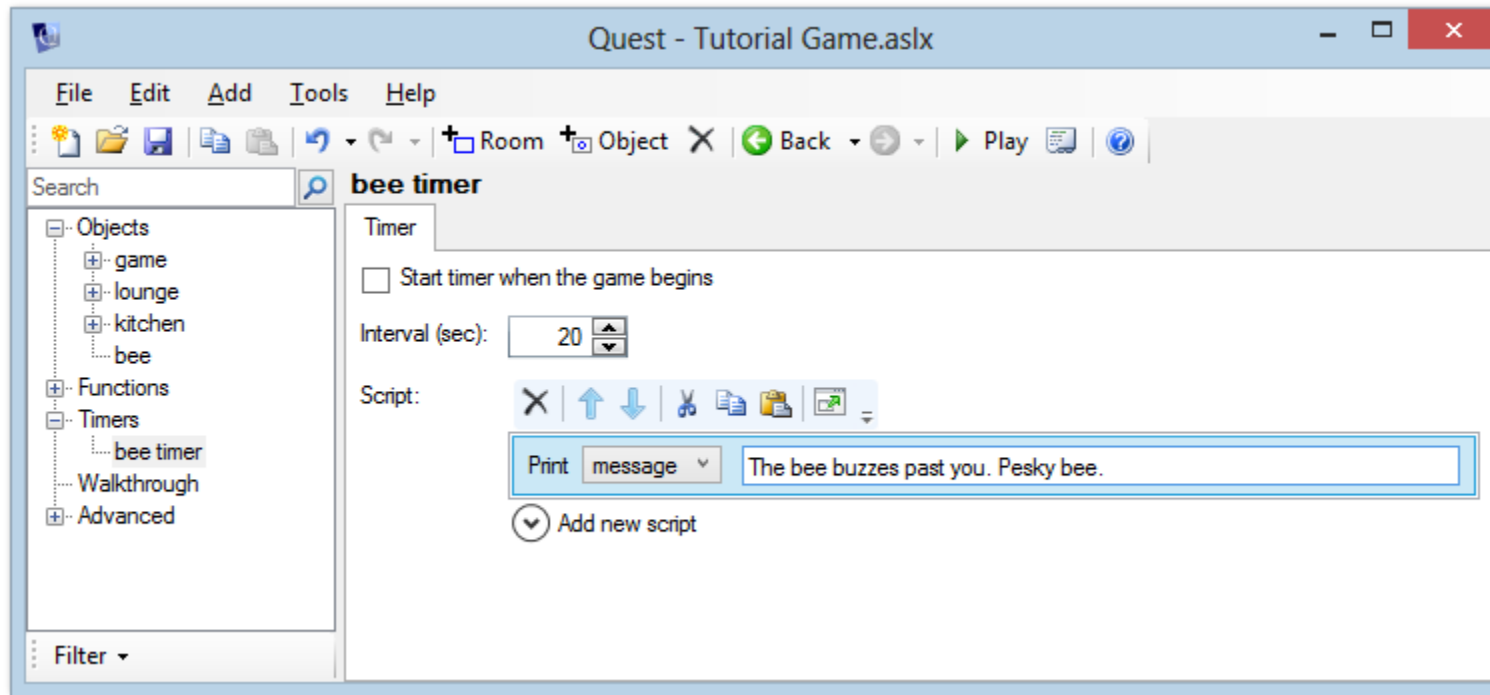 Quest - Tutorial Game.aslx
File Edit Add Tools Help
Room Object Back Play
Search
bee timer
Objects
game
lounge
kitchen
bee
Functions
Timers
bee timer
Walkthrough
Advanced
Filter
Timer
Start timer when the game begins
Interval (sec): 20
Script:
Print message The bee buzzes past you. Pesky bee.
Add new script